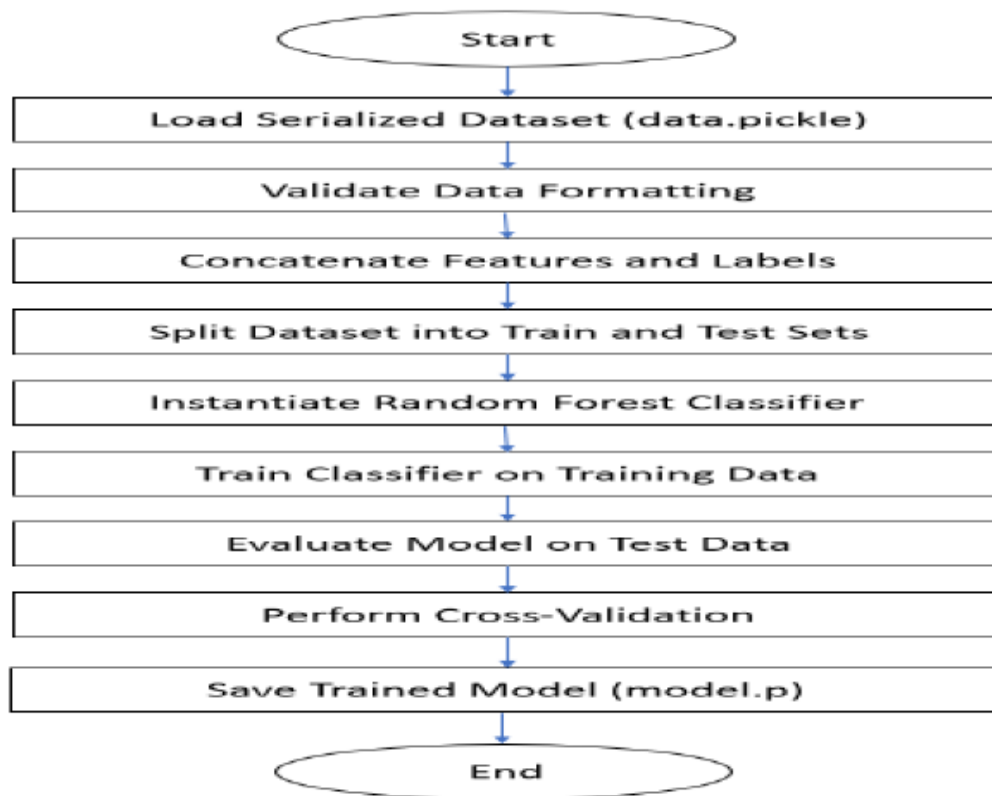 Start
Load Serialized Dataset (data.pickle)
Validate Data Formatting
Concatenate Features and Labels
Split Dataset into Train and Test Sets
Instantiate Random Forest Classifier
Train Classifier on Training Data
Evaluate Model on Test Data
Perform Cross-Validation
Save Trained Model (model.p)
End